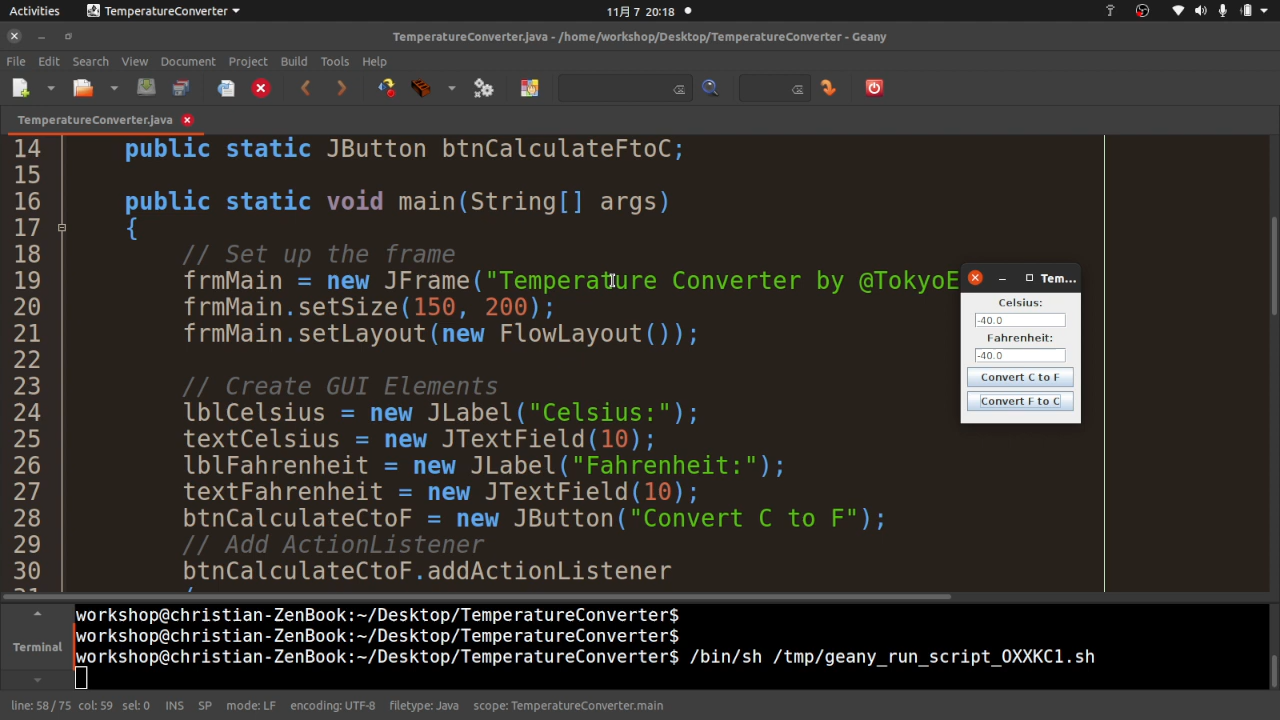 Activities TemperatureConverter 11月 7 20:18
TemperatureConverter.java - /home/workshop/Desktop/TemperatureConverter - Geany
File Edit Search View Document Project Build Tools Help
TemperatureConverter.java
14 public static JButton btnCalculateFtoC;
15
16 public static void main(String[] args)
17 {
18 // Set up the frame
19 frmMain = new JFrame("Temperature Converter by @TokyoE
20 frmMain.setSize(150, 200);
21 frmMain.setLayout(new FlowLayout());
22
23 // Create GUI Elements
24 lblCelsius = new JLabel("Celsius:");
25 textCelsius = new JTextField(10);
26 lblFahrenheit = new JLabel("Fahrenheit:");
27 textFahrenheit = new JTextField(10);
28 btnCalculateCtoF = new JButton("Convert C to F");
29 // Add ActionListener
30 btnCalculateCtoF.addActionListener
Tem...
Celsius:
-40.0
Fahrenheit:
-40.0
Convert C to F
Convert F to C
Terminal
workshop@christian-ZenBook:~/Desktop/TemperatureConverter$
workshop@christian-ZenBook:~/Desktop/TemperatureConverter$
workshop@christian-ZenBook:~/Desktop/TemperatureConverter$ /bin/sh /tmp/geany_run_script_OXXKC1.sh
line: 58 / 75 col: 59 sel: 0 INS SP mode: LF encoding: UTF-8 filetype: Java scope: TemperatureConverter.main